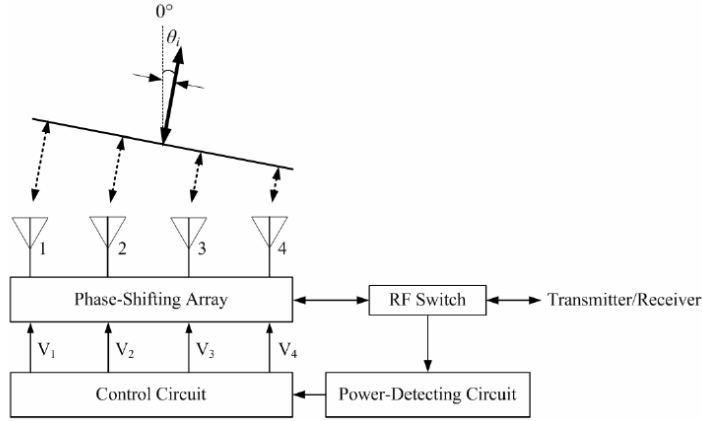 0°
θᵢ
1 2 3 4
Phase-Shifting Array
RF Switch
Transmitter/Receiver
V₁ V₂ V₃ V₄
Control Circuit
Power-Detecting Circuit